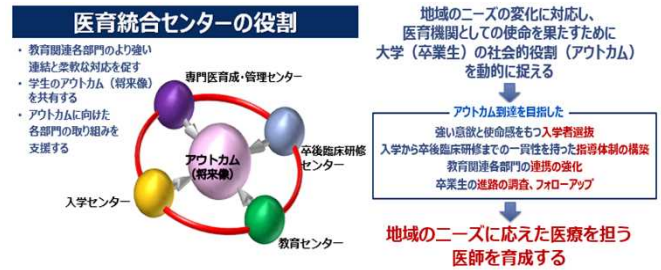 医育統合センターの役割
• 教育関連各部門のより強い
連結と柔軟な対応を促す
• 学生のアウトカム（将来像）
を共有する
• アウトカムに向けた
各部門の取り組みを
支援する
専門医育成・管理センター
アウトカム
（将来像）
卒後臨床研修
センター
入学センター
教育センター
地域のニーズの変化に対応し、
医育機関としての使命を果たすために
大学（卒業生）の社会的役割（アウトカム）
を動的に捉える
アウトカム到達を目指した
強い意欲と使命感をもつ入学者選抜
入学から卒後臨床研修までの一貫性を持った指導体制の構築
教育関連各部門の連携の強化
卒業生の進路の調査、フォローアップ
地域のニーズに応えた医療を担う
医師を育成する